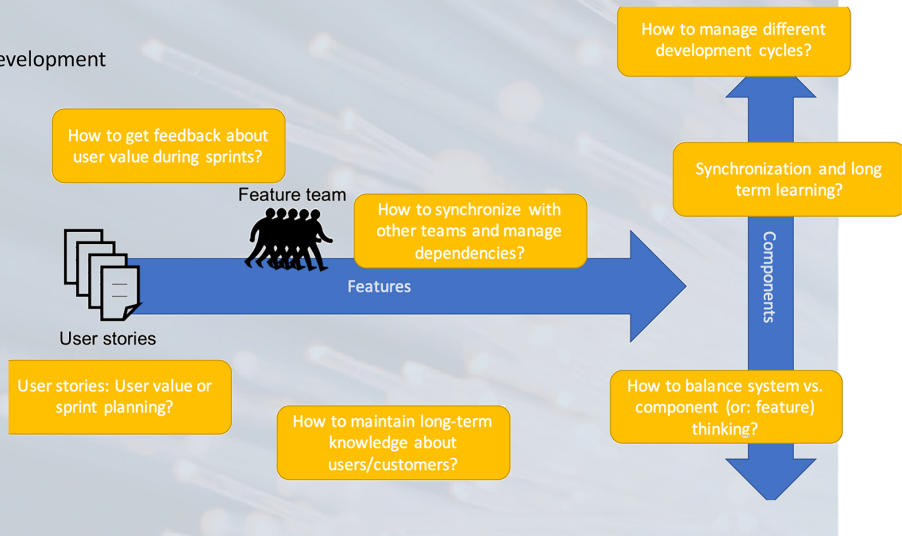 How to manage different
development cycles?
evelopment
How to get feedback about
user value during sprints?
Synchronization and long
term learning?
Feature team
How to synchronize with
other teams and manage
dependencies?
Features
Components
User stories
User stories: User value or
sprint planning?
How to balance system vs.
component (or: feature)
thinking?
How to maintain long-term
knowledge about
users/customers?